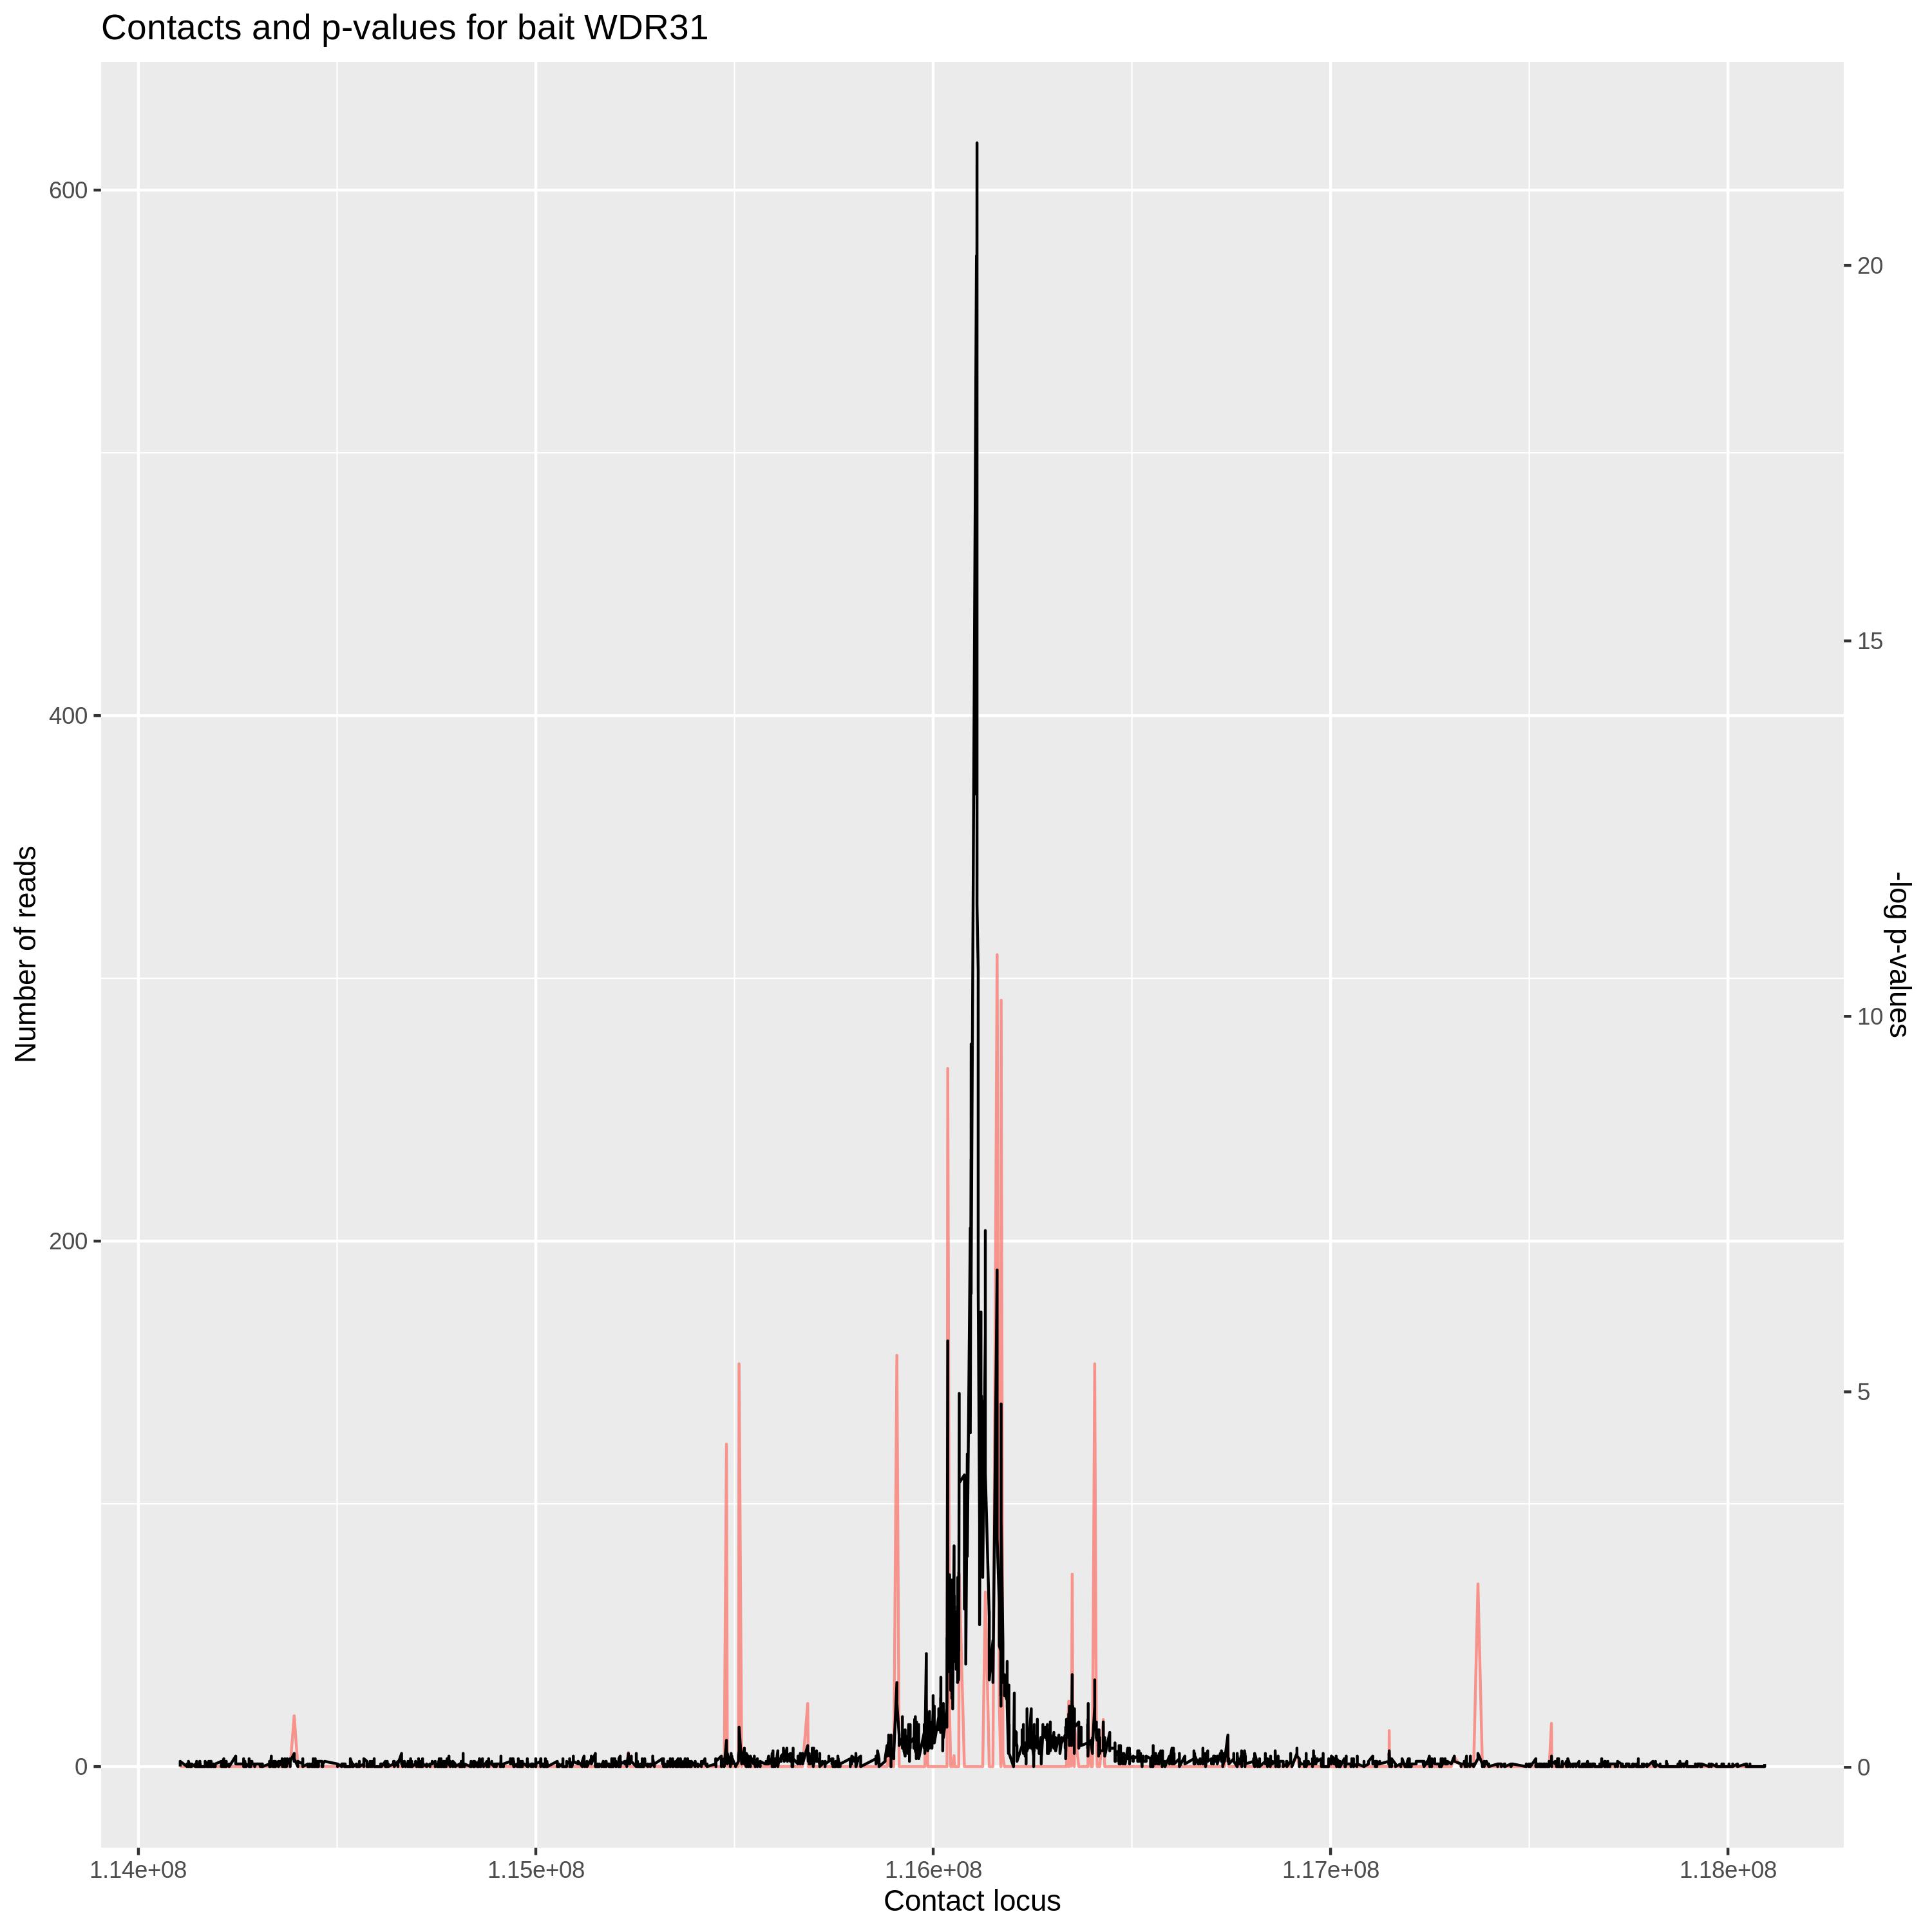 Contacts and p-values for bait WDR31
600
400
200
0
Number of reads
20
15
10
5
0
-log p-values
1.14e+08
1.15e+08
1.16e+08
1.17e+08
1.18e+08
Contact locus